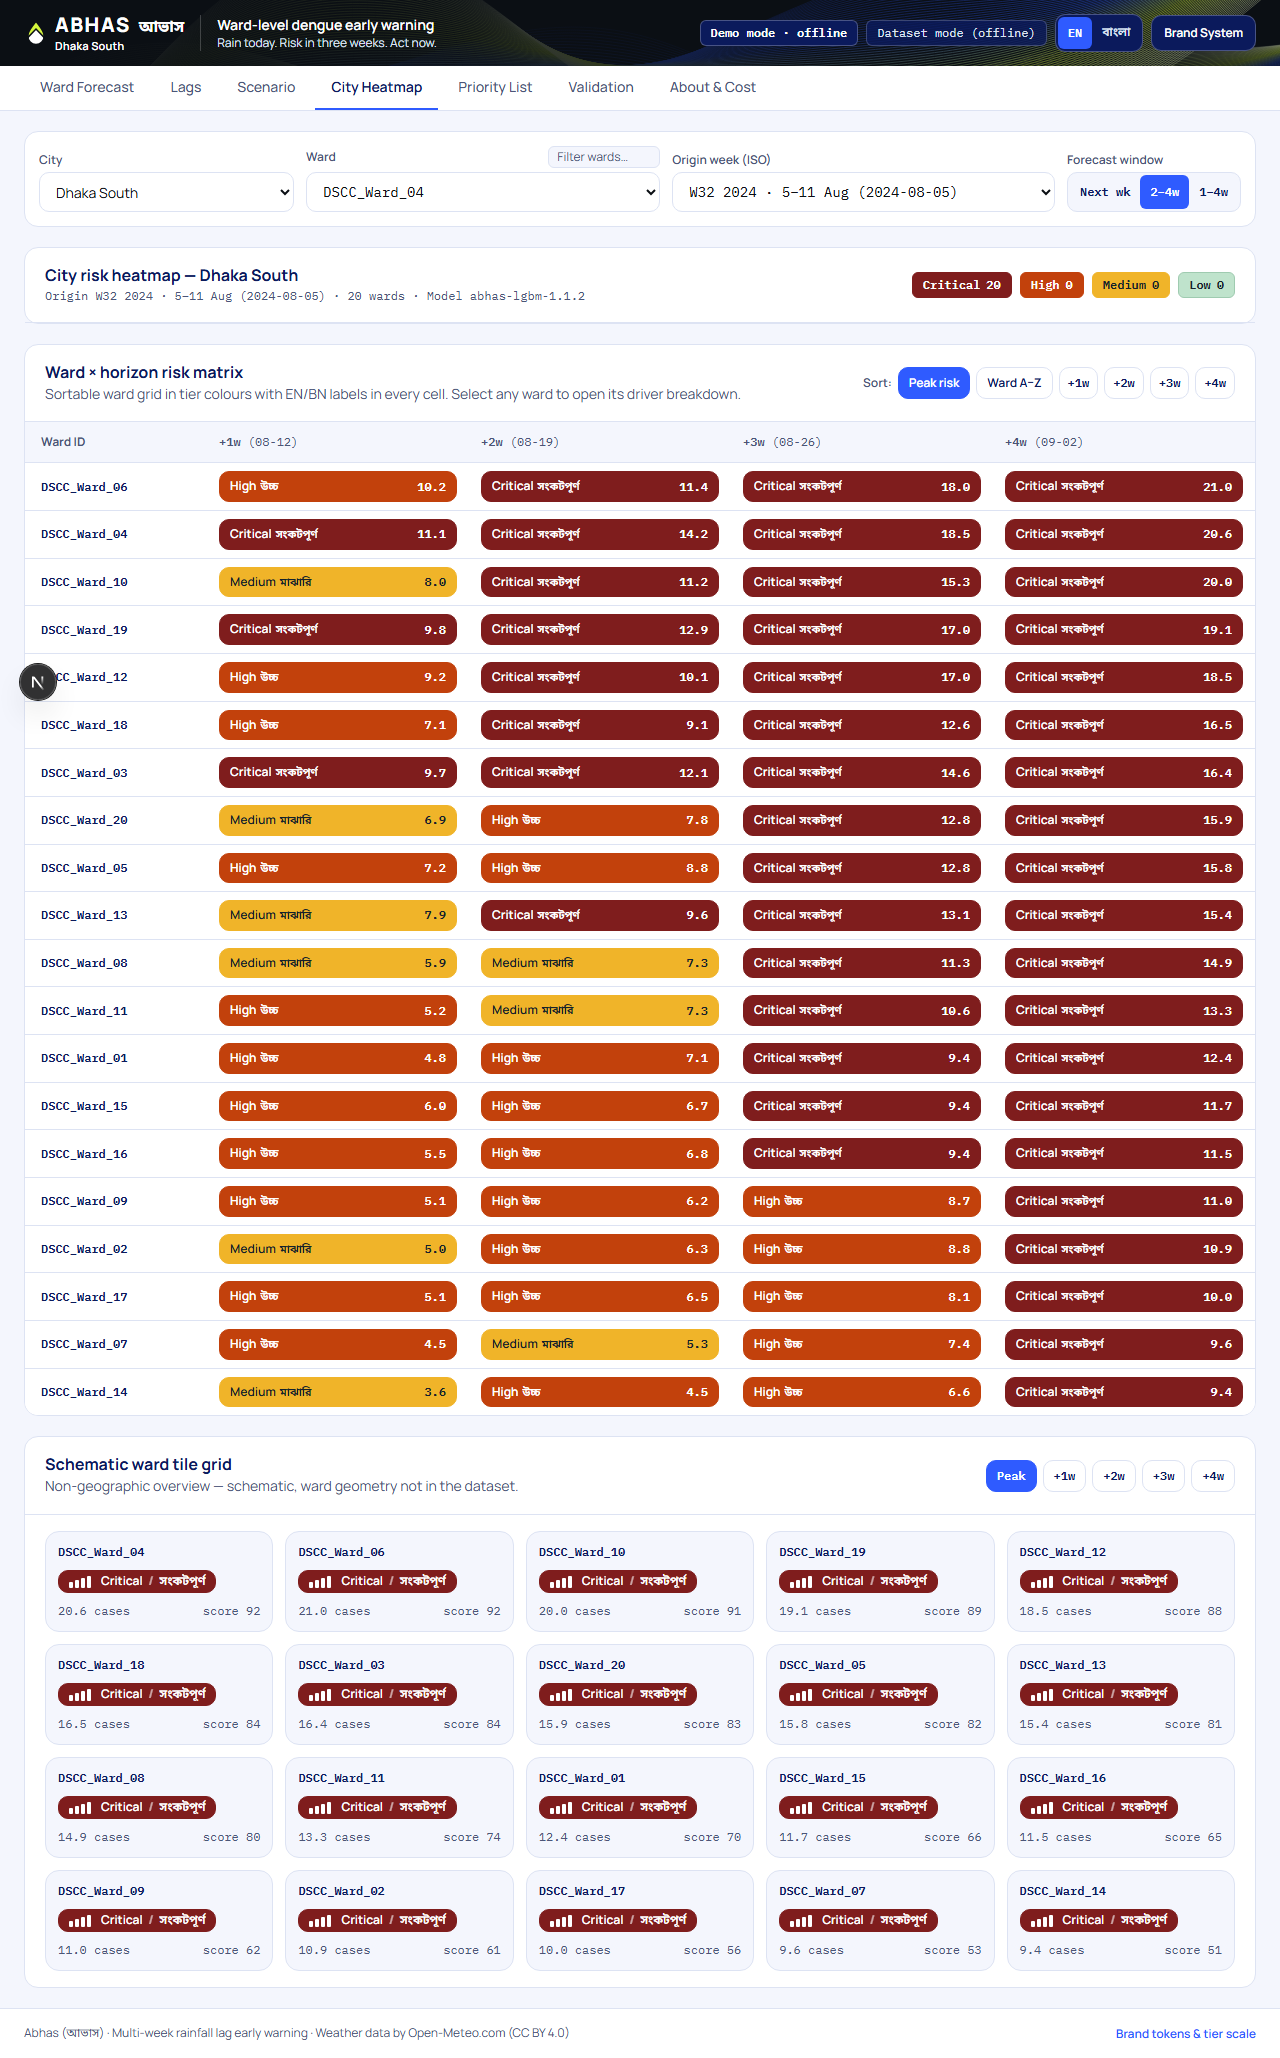 ABHAS আভাস
Dhaka South
Ward-level dengue early warning
Rain today. Risk in three weeks. Act now.
Demo mode · offline
Dataset mode (offline)
EN বাংলা
Brand System
Ward Forecast Lags Scenario City Heatmap Priority List Validation About & Cost
City
Dhaka South
Ward
Filter wards…
DSCC_Ward_04
Origin week (ISO)
W32 2024 · 5–11 Aug (2024-08-05)
Forecast window
Next wk 2–4w 1–4w
City risk heatmap — Dhaka South
Origin W32 2024 · 5–11 Aug (2024-08-05) · 20 wards · Model abhas-lgbm-1.1.2
Critical 20 High 0 Medium 0 Low 0
Ward × horizon risk matrix
Sortable ward grid in tier colours with EN/BN labels in every cell. Select any ward to open its driver breakdown.
Sort: Peak risk Ward A–Z +1w +2w +3w +4w
Ward ID +1w (08-12) +2w (08-19) +3w (08-26) +4w (09-02)
DSCC_Ward_06 High উচ্চ 10.2 Critical সংকটপূর্ণ 11.4 Critical সংকটপূর্ণ 18.0 Critical সংকটপূর্ণ 21.0
DSCC_Ward_04 Critical সংকটপূর্ণ 11.1 Critical সংকটপূর্ণ 14.2 Critical সংকটপূর্ণ 18.5 Critical সংকটপূর্ণ 20.6
DSCC_Ward_10 Medium মাঝারি 8.0 Critical সংকটপূর্ণ 11.2 Critical সংকটপূর্ণ 15.3 Critical সংকটপূর্ণ 20.0
DSCC_Ward_19 Critical সংকটপূর্ণ 9.8 Critical সংকটপূর্ণ 12.9 Critical সংকটপূর্ণ 17.0 Critical সংকটপূর্ণ 19.1
N CC_Ward_12 High উচ্চ 9.2 Critical সংকটপূর্ণ 10.1 Critical সংকটপূর্ণ 17.0 Critical সংকটপূর্ণ 18.5
DSCC_Ward_18 High উচ্চ 7.1 Critical সংকটপূর্ণ 9.1 Critical সংকটপূর্ণ 12.6 Critical সংকটপূর্ণ 16.5
DSCC_Ward_03 Critical সংকটপূর্ণ 9.7 Critical সংকটপূর্ণ 12.1 Critical সংকটপূর্ণ 14.6 Critical সংকটপূর্ণ 16.4
DSCC_Ward_20 Medium মাঝারি 6.9 High উচ্চ 7.8 Critical সংকটপূর্ণ 12.8 Critical সংকটপূর্ণ 15.9
DSCC_Ward_05 High উচ্চ 7.2 High উচ্চ 8.8 Critical সংকটপূর্ণ 12.8 Critical সংকটপূর্ণ 15.8
DSCC_Ward_13 Medium মাঝারি 7.9 Critical সংকটপূর্ণ 9.6 Critical সংকটপূর্ণ 13.1 Critical সংকটপূর্ণ 15.4
DSCC_Ward_08 Medium মাঝারি 5.9 Medium মাঝারি 7.3 Critical সংকটপূর্ণ 11.3 Critical সংকটপূর্ণ 14.9
DSCC_Ward_11 High উচ্চ 5.2 Medium মাঝারি 7.3 Critical সংকটপূর্ণ 10.6 Critical সংকটপূর্ণ 13.3
DSCC_Ward_01 High উচ্চ 4.8 High উচ্চ 7.1 Critical সংকটপূর্ণ 9.4 Critical সংকটপূর্ণ 12.4
DSCC_Ward_15 High উচ্চ 6.0 High উচ্চ 6.7 Critical সংকটপূর্ণ 9.4 Critical সংকটপূর্ণ 11.7
DSCC_Ward_16 High উচ্চ 5.5 High উচ্চ 6.8 Critical সংকটপূর্ণ 9.4 Critical সংকটপূর্ণ 11.5
DSCC_Ward_09 High উচ্চ 5.1 High উচ্চ 6.2 High উচ্চ 8.7 Critical সংকটপূর্ণ 11.0
DSCC_Ward_02 Medium মাঝারি 5.0 High উচ্চ 6.3 High উচ্চ 8.8 Critical সংকটপূর্ণ 10.9
DSCC_Ward_17 High উচ্চ 5.1 High উচ্চ 6.5 High উচ্চ 8.1 Critical সংকটপূর্ণ 10.0
DSCC_Ward_07 High উচ্চ 4.5 Medium মাঝারি 5.3 High উচ্চ 7.4 Critical সংকটপূর্ণ 9.6
DSCC_Ward_14 Medium মাঝারি 3.6 High উচ্চ 4.5 High উচ্চ 6.6 Critical সংকটপূর্ণ 9.4
Schematic ward tile grid
Non-geographic overview — schematic, ward geometry not in the dataset.
Peak +1w +2w +3w +4w
DSCC_Ward_04 DSCC_Ward_06 DSCC_Ward_10 DSCC_Ward_19 DSCC_Ward_12
Critical / সংকটপূর্ণ Critical / সংকটপূর্ণ Critical / সংকটপূর্ণ Critical / সংকটপূর্ণ Critical / সংকটপূর্ণ
20.6 cases score 92 21.0 cases score 92 20.0 cases score 91 19.1 cases score 89 18.5 cases score 88
DSCC_Ward_18 DSCC_Ward_03 DSCC_Ward_20 DSCC_Ward_05 DSCC_Ward_13
Critical / সংকটপূর্ণ Critical / সংকটপূর্ণ Critical / সংকটপূর্ণ Critical / সংকটপূর্ণ Critical / সংকটপূর্ণ
16.5 cases score 84 16.4 cases score 84 15.9 cases score 83 15.8 cases score 82 15.4 cases score 81
DSCC_Ward_08 DSCC_Ward_11 DSCC_Ward_01 DSCC_Ward_15 DSCC_Ward_16
Critical / সংকটপূর্ণ Critical / সংকটপূর্ণ Critical / সংকটপূর্ণ Critical / সংকটপূর্ণ Critical / সংকটপূর্ণ
14.9 cases score 80 13.3 cases score 74 12.4 cases score 70 11.7 cases score 66 11.5 cases score 65
DSCC_Ward_09 DSCC_Ward_02 DSCC_Ward_17 DSCC_Ward_07 DSCC_Ward_14
Critical / সংকটপূর্ণ Critical / সংকটপূর্ণ Critical / সংকটপূর্ণ Critical / সংকটপূর্ণ Critical / সংকটপূর্ণ
11.0 cases score 62 10.9 cases score 61 10.0 cases score 56 9.6 cases score 53 9.4 cases score 51
Abhas (আভাস) · Multi-week rainfall lag early warning · Weather data by Open-Meteo.com (CC BY 4.0)
Brand tokens & tier scale